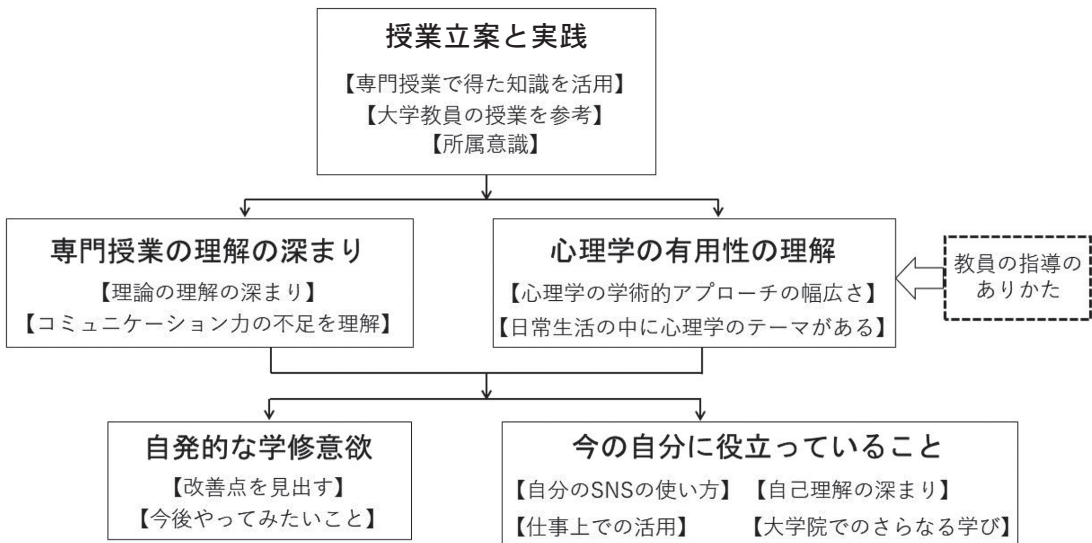 授業立案と実践
【専門授業で得た知識を活用】
【大学教員の授業を参考】
【所属意識】
専門授業の理解の深まり
【理論の理解の深まり】
【コミュニケーション力の不足を理解】
心理学の有用性の理解
【心理学の学術的アプローチの幅広さ】
【日常生活の中に心理学のテーマがある】
教員の指導の
ありかた
自発的な学修意欲
【改善点を見出す】
【今後やってみたいこと】
今の自分に役立っていること
【自分のSNSの使い方】 【自己理解の深まり】
【仕事上での活用】 【大学院でのさらなる学び】